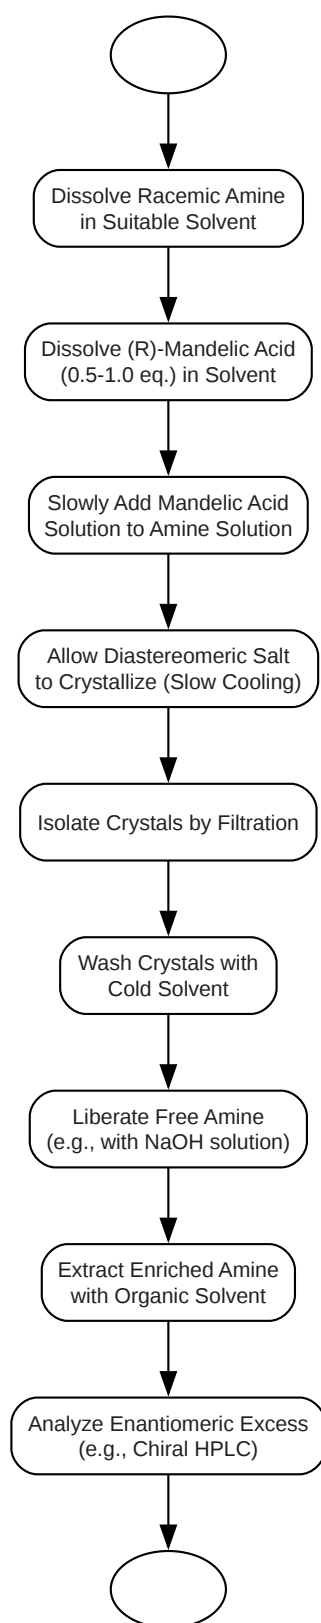 Dissolve Racemic Amine
in Suitable Solvent
Dissolve (R)-Mandelic Acid
(0.5-1.0 eq.) in Solvent
Slowly Add Mandelic Acid
Solution to Amine Solution
Allow Diastereomeric Salt
to Crystallize (Slow Cooling)
Isolate Crystals by Filtration
Wash Crystals with
Cold Solvent
Liberate Free Amine
(e.g., with NaOH solution)
Extract Enriched Amine
with Organic Solvent
Analyze Enantiomeric Excess
(e.g., Chiral HPLC)